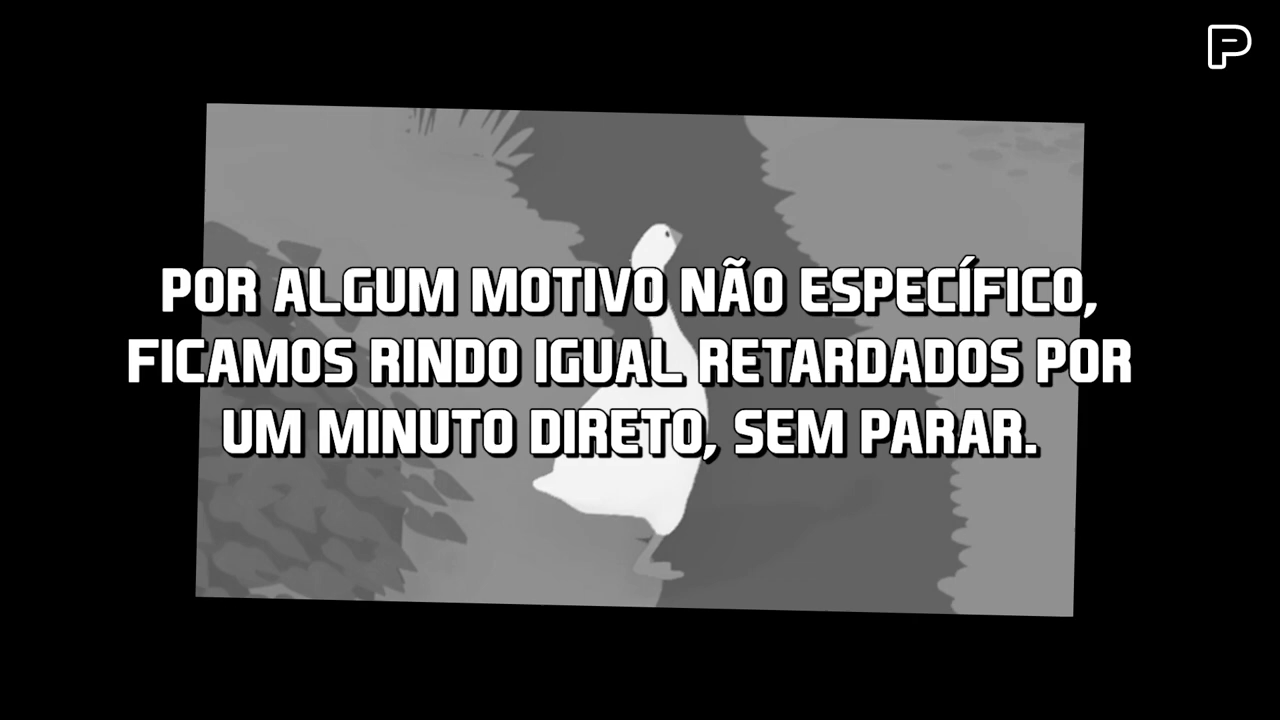 P
POR ALGUM MOTIVO NÃO ESPECÍFICO,
FICAMOS RINDO IGUAL RETARDADOS POR
UM MINUTO DIRETO, SEM PARAR.